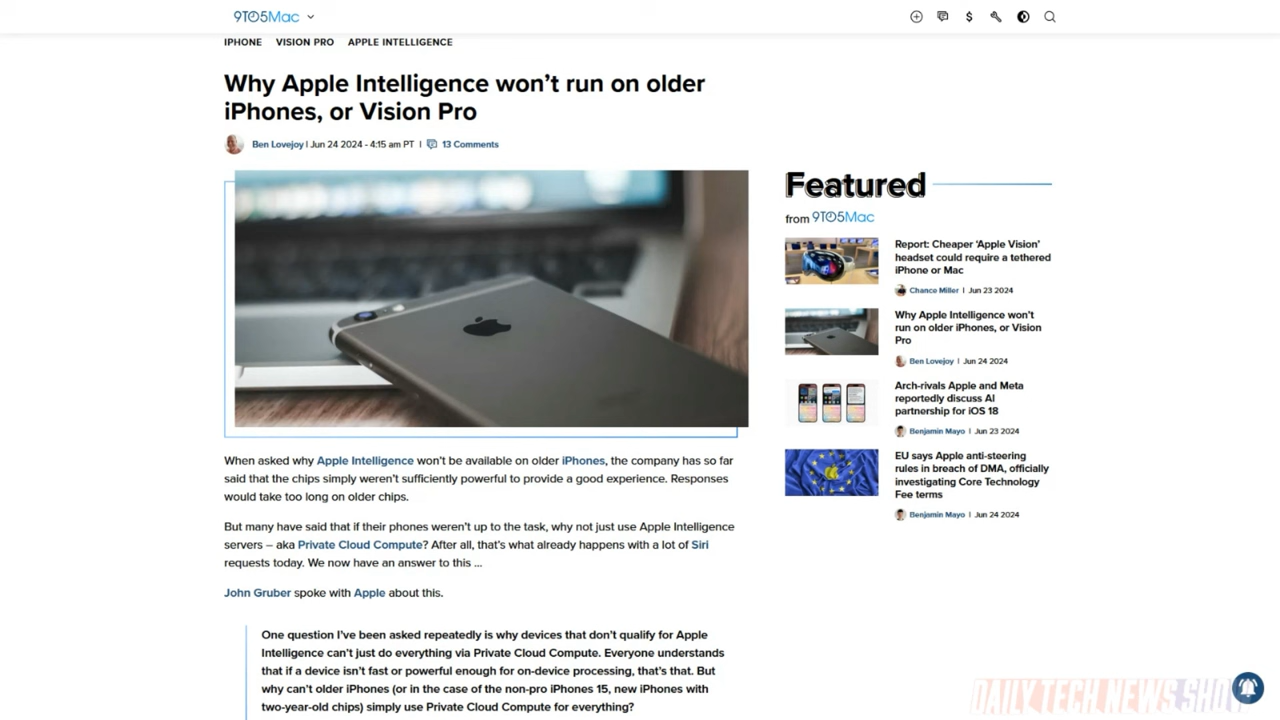 9TO5Mac
IPHONE VISION PRO APPLE INTELLIGENCE
Why Apple Intelligence won’t run on older
iPhones, or Vision Pro
Ben Lovejoy | Jun 24 2024 - 4:15 am PT | 13 Comments
When asked why Apple Intelligence won’t be available on older iPhones, the company has so far
said that the chips simply weren’t sufficiently powerful to provide a good experience. Responses
would take too long on older chips.
But many have said that if their phones weren’t up to the task, why not just use Apple Intelligence
servers – aka Private Cloud Compute? After all, that’s what already happens with a lot of Siri
requests today. We now have an answer to this …
John Gruber spoke with Apple about this.
One question I’ve been asked repeatedly is why devices that don’t qualify for Apple
Intelligence can’t just do everything via Private Cloud Compute. Everyone understands
that if a device isn’t fast or powerful enough for on-device processing, that’s that. But
why can’t older iPhones (or in the case of the non-pro iPhones 15, new iPhones with
two-year-old chips) simply use Private Cloud Compute for everything?
Featured
from 9TO5Mac
Report: Cheaper ‘Apple Vision’
headset could require a tethered
iPhone or Mac
Chance Miller | Jun 23 2024
Why Apple Intelligence won’t
run on older iPhones, or Vision
Pro
Ben Lovejoy | Jun 24 2024
Arch-rivals Apple and Meta
reportedly discuss AI
partnership for iOS 18
Benjamin Mayo | Jun 23 2024
EU says Apple anti-steering
rules in breach of DMA, officially
investigating Core Technology
Fee terms
Benjamin Mayo | Jun 24 2024
DAILY TECH NEWS SHOW